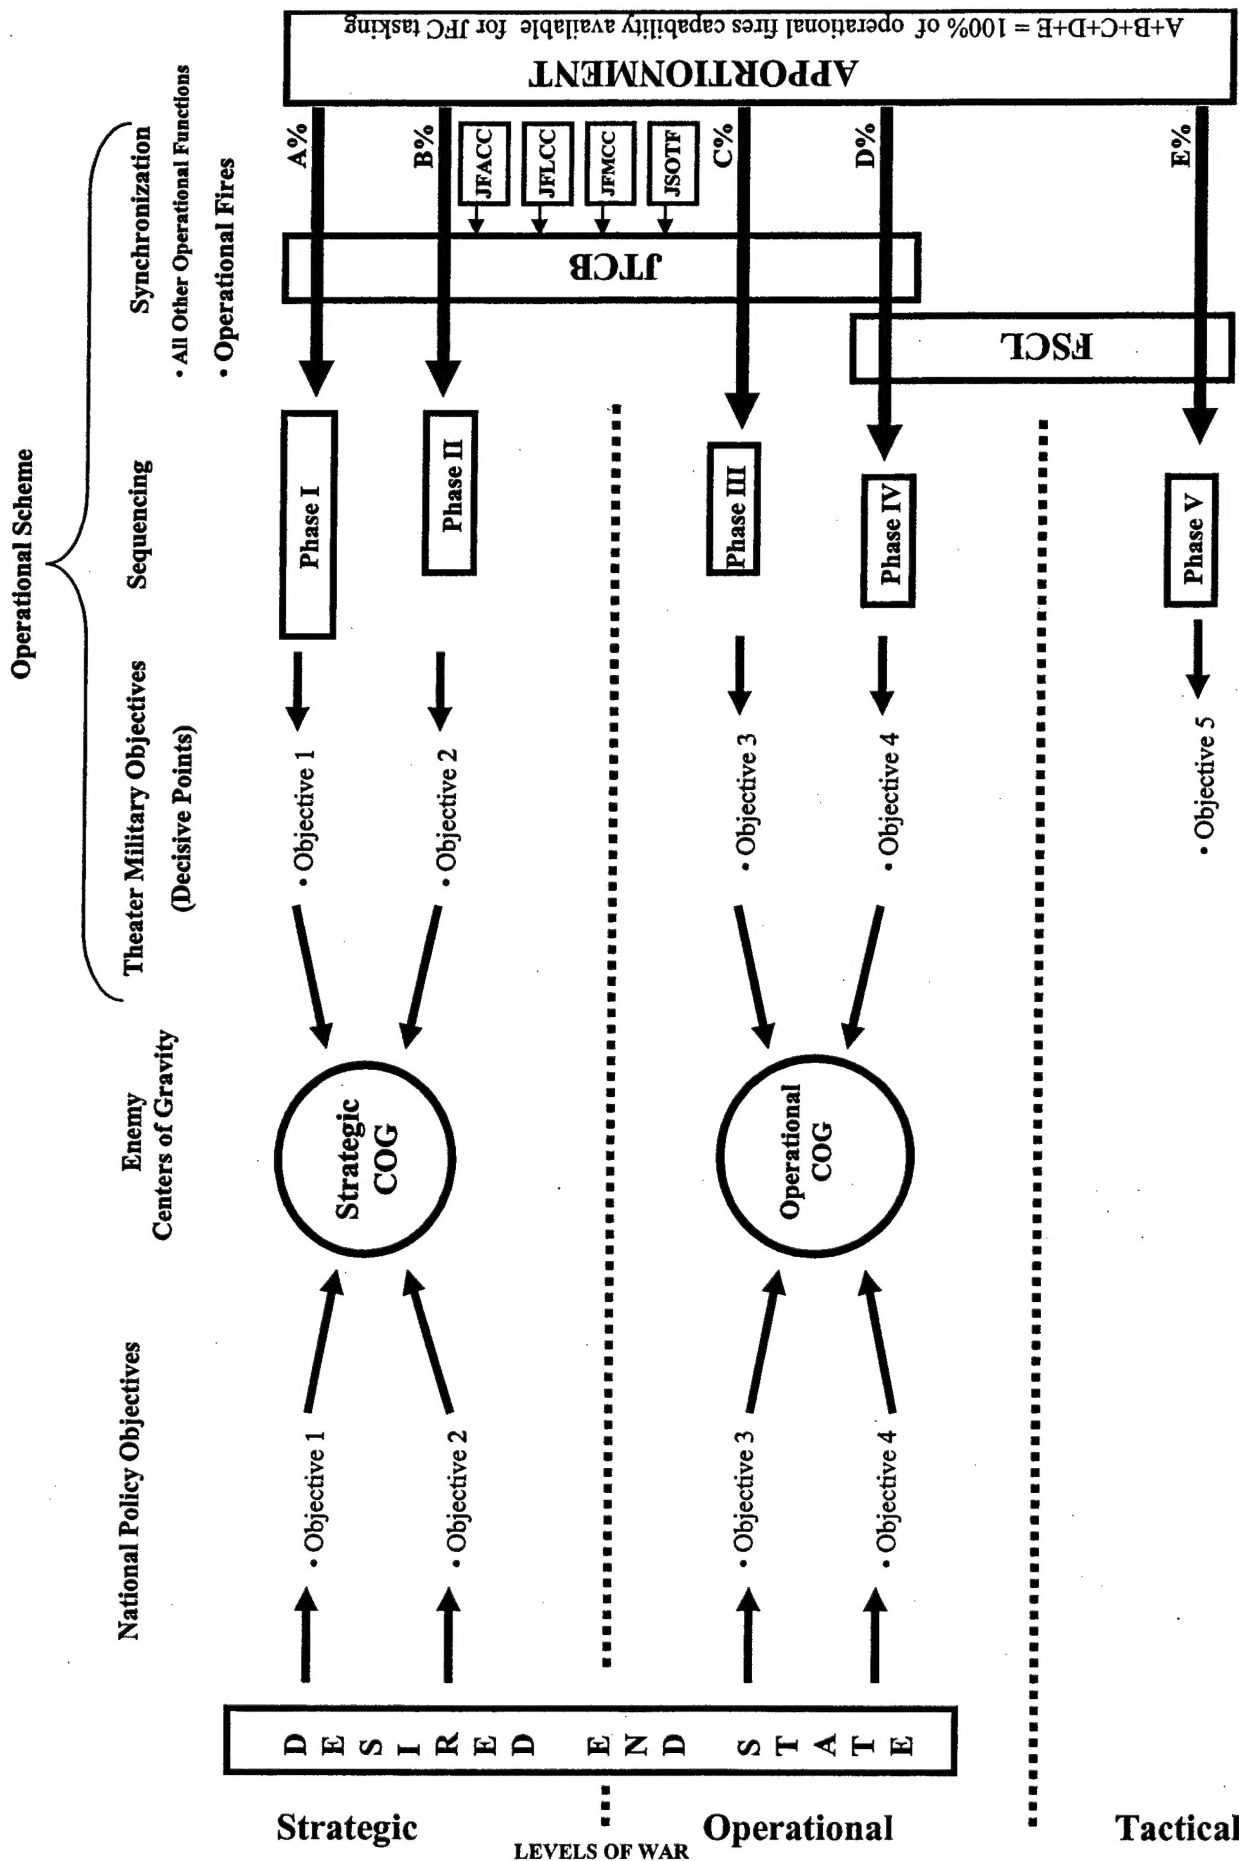 Operational Scheme
National Policy Objectives
Enemy
Centers of Gravity
Theater Military Objectives
(Decisive Points)
Sequencing
Synchronization
• All Other Operational Functions
• Operational Fires
Strategic
DESIRED END STATE
• Objective 1
• Objective 2
Strategic
COG
• Objective 1
• Objective 2
Phase I
Phase II
A%
B%
JFACC
JFLCC
JFMCC
JSOTF
JTCB
APPORTIONMENT
A+B+C+D+E = 100% of operational fires capability available for JFC tasking
LEVELS OF WAR
Operational
• Objective 3
• Objective 4
Operational
COG
• Objective 3
• Objective 4
Phase III
Phase IV
C%
D%
FSCL
Tactical
• Objective 5
Phase V
E%